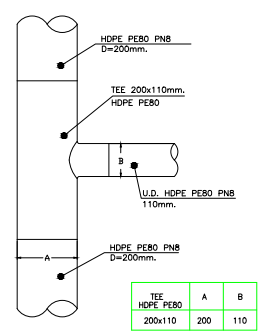 HDPE PE80 PN8
D=200mm.
TEE 200x110mm.
HDPE PE80
B
U.D. HDPE PE80 PN8
110mm.
HDPE PE80 PN8
D=200mm.
A
TEE
HDPE PE80 A B
200x110 200 110